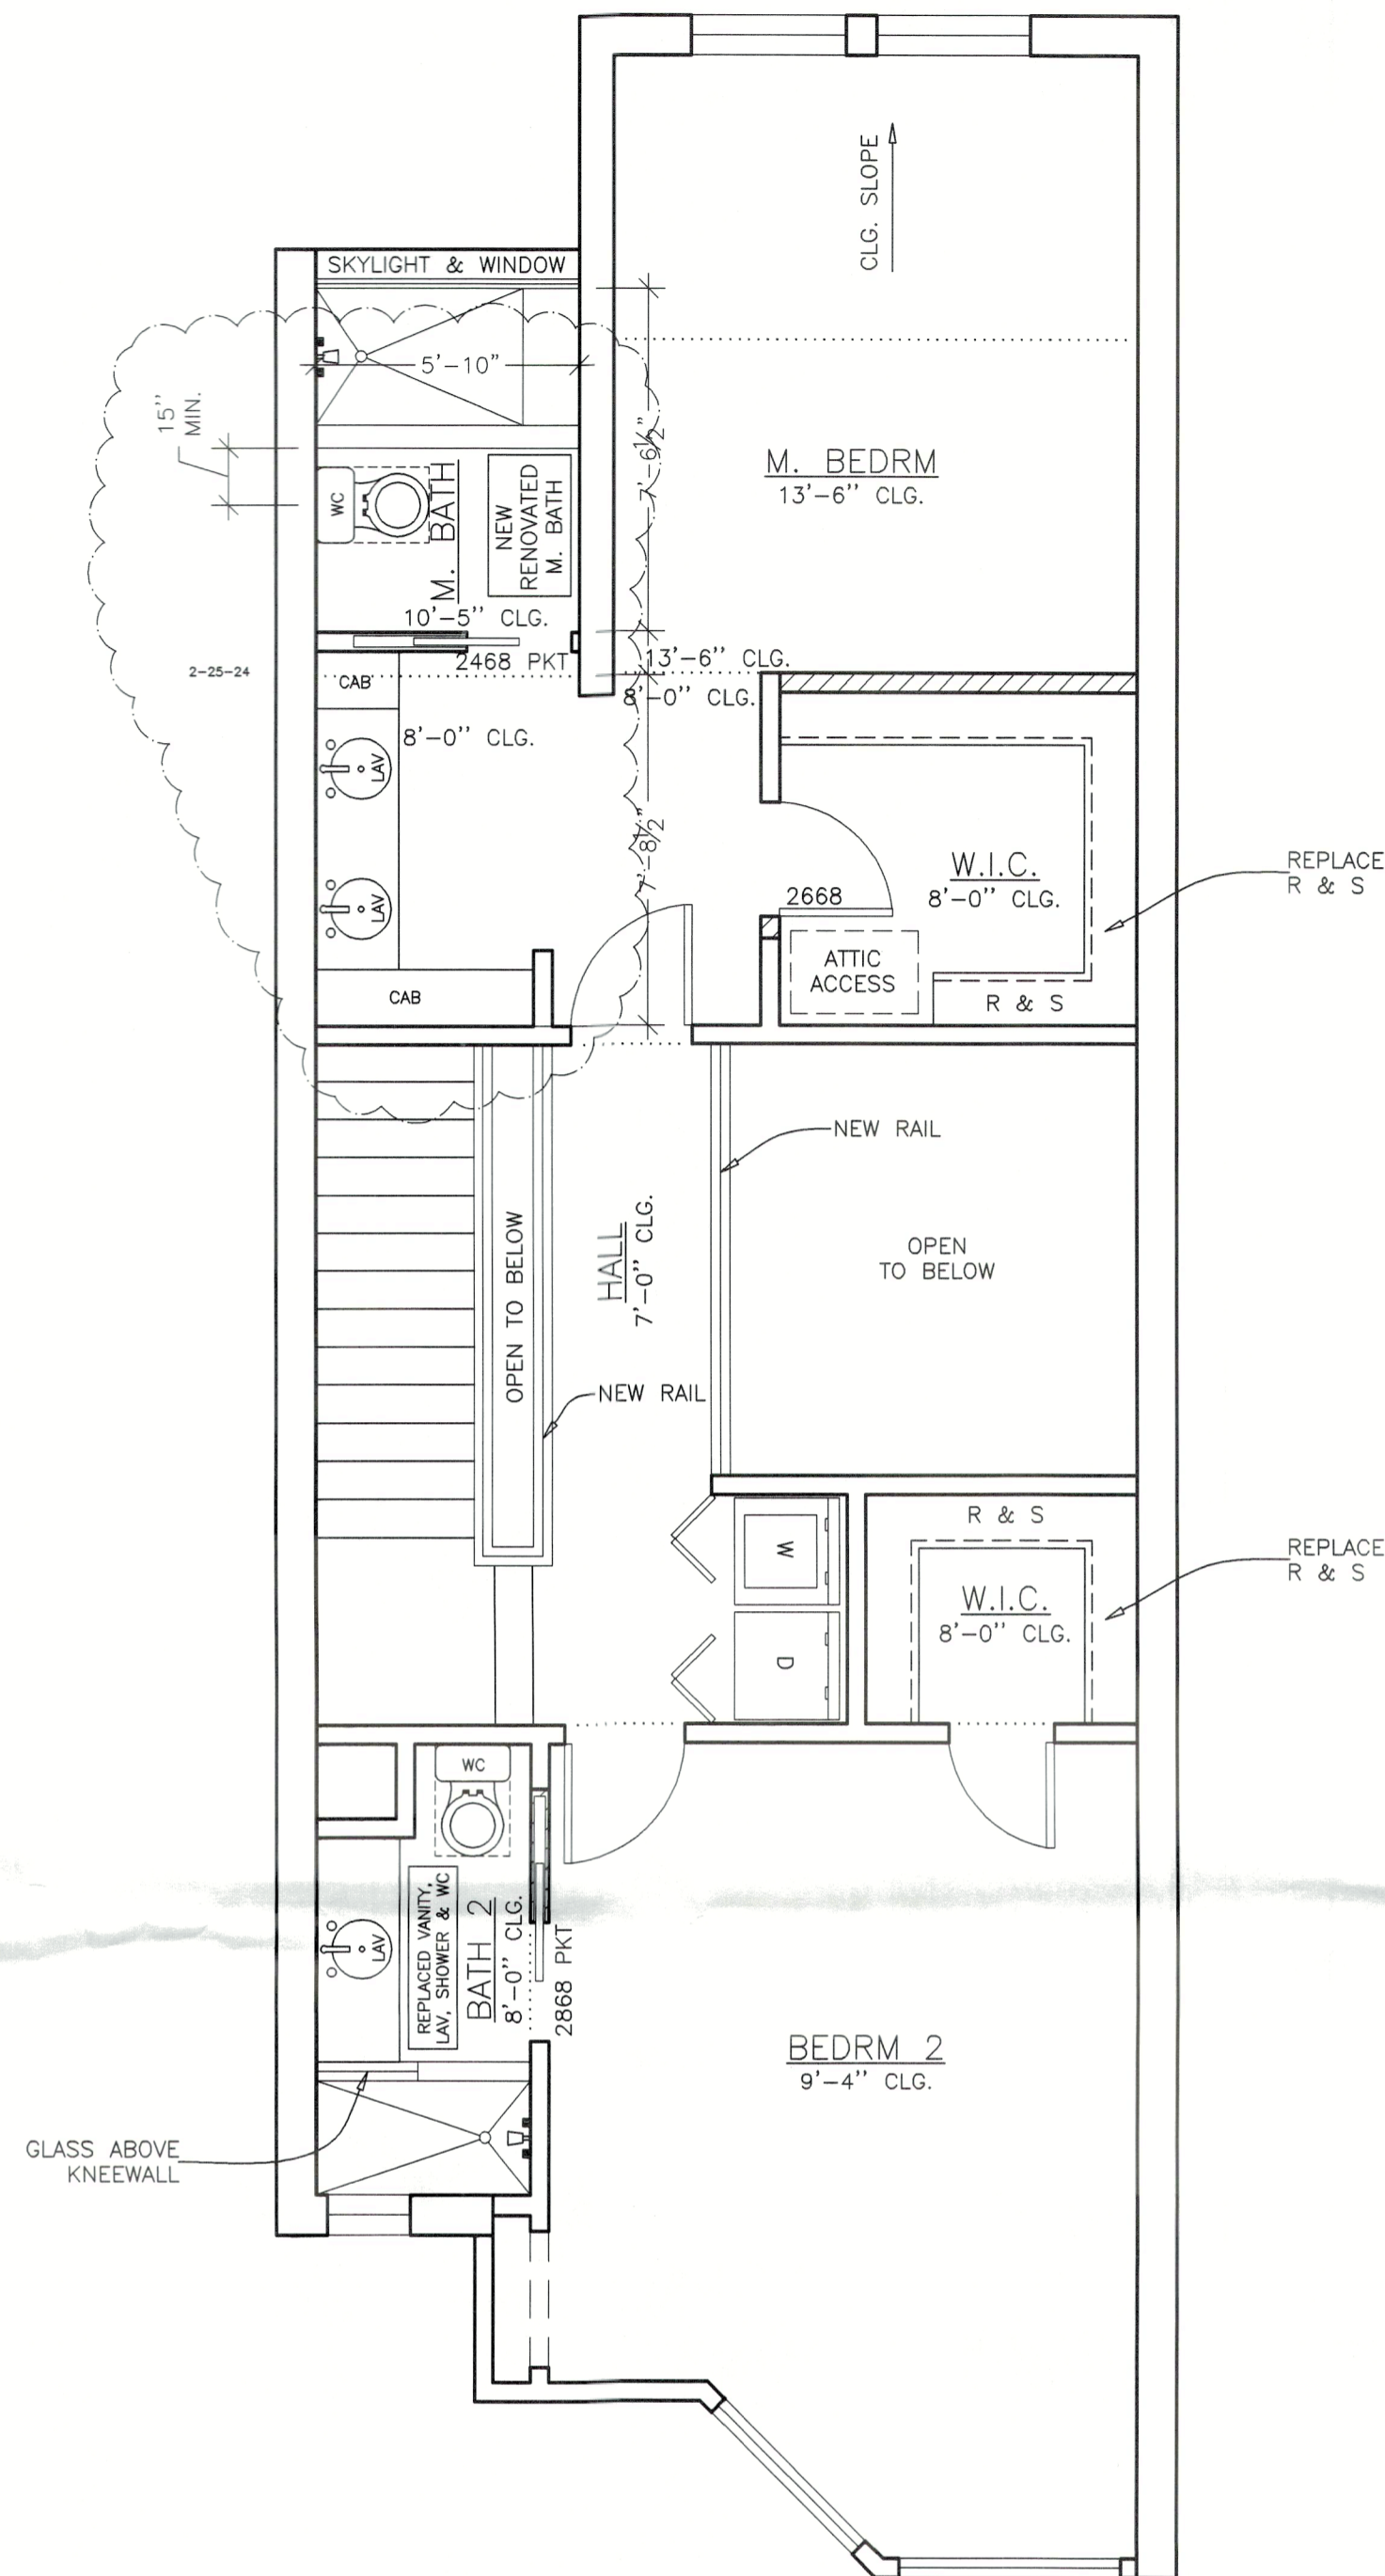 CLG. SLOPE
SKYLIGHT & WINDOW
5'-10"
15"
MIN.
7'-6 1/2"
M. BEDRM
13'-6" CLG.
WC
M. BATH
NEW
RENOVATED
M. BATH
10'-5" CLG.
2468 PKT
13'-6" CLG.
8'-0" CLG.
2-25-24
CAB
8'-0" CLG.
LAV
7'-8 1/2"
LAV
W.I.C.
8'-0" CLG.
2668
REPLACE
R & S
ATTIC
ACCESS
R & S
CAB
NEW RAIL
OPEN TO BELOW
HALL
7'-0" CLG.
OPEN
TO BELOW
NEW RAIL
W
D
R & S
W.I.C.
8'-0" CLG.
REPLACE
R & S
WC
REPLACED VANITY,
LAV, SHOWER & WC
BATH 2
8'-0" CLG.
2868 PKT
LAV
BEDRM 2
9'-4" CLG.
GLASS ABOVE
KNEEWALL